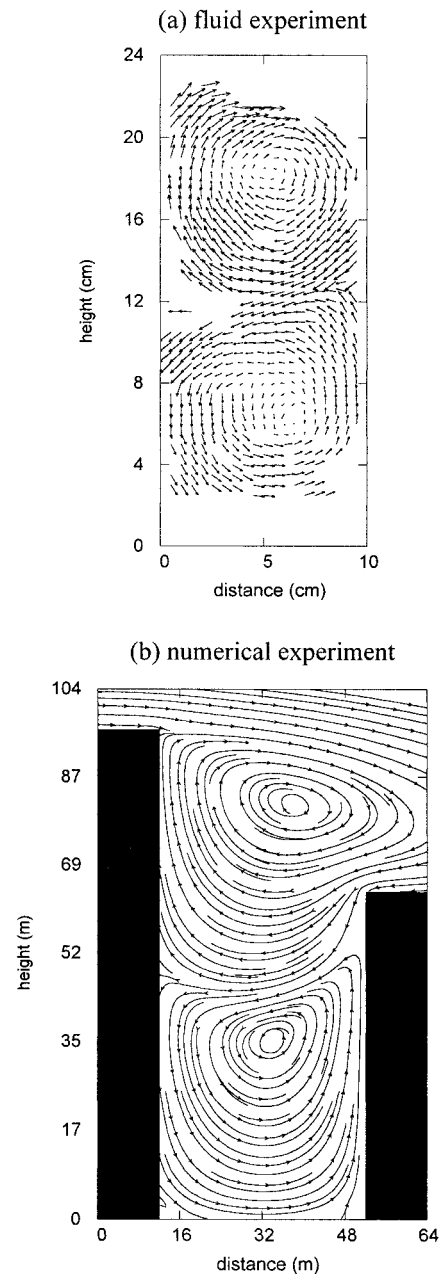 (a) fluid experiment
24
20
16
12
8
4
0
height (cm)
0 5 10
distance (cm)
(b) numerical experiment
104
87
69
52
35
17
0
height (m)
0 16 32 48 64
distance (m)